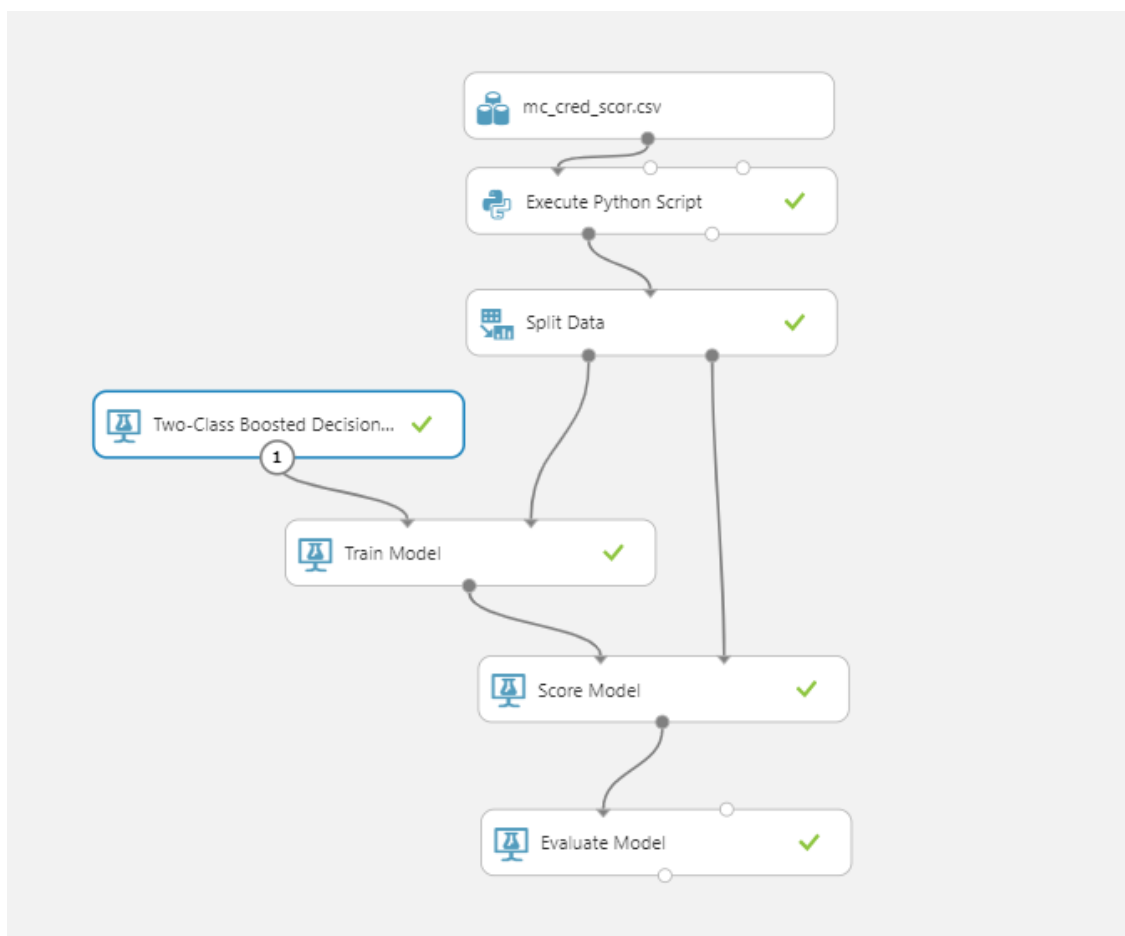 mc_cred_scor.csv
Execute Python Script
Split Data
Two-Class Boosted Decision...
1
Train Model
Score Model
Evaluate Model